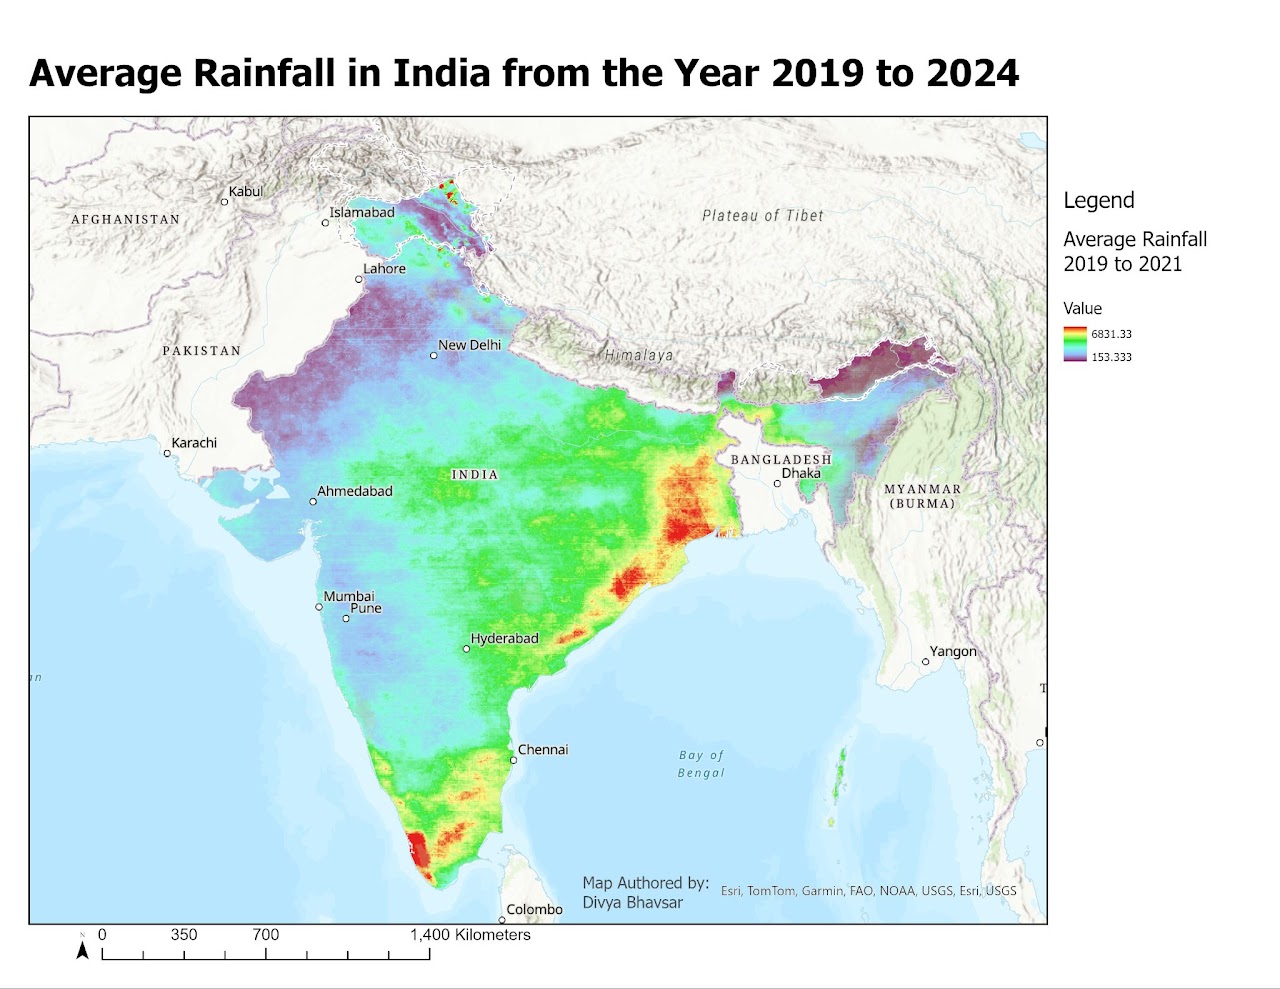 Average Rainfall in India from the Year 2019 to 2024
Kabul
AFGHANISTAN
Islamabad
Plateau of Tibet
Legend
Average Rainfall
2019 to 2021
Lahore
Value
6831.33
153.333
PAKISTAN
New Delhi
Himalaya
Karachi
INDIA
BANGLADESH
Dhaka
Ahmedabad
MYANMAR
(BURMA)
Mumbai
Pune
Hyderabad
Yangon
Chennai
Bay of
Bengal
Map Authored by:
Divya Bhavsar
Esri, TomTom, Garmin, FAO, NOAA, USGS, Esri, USGS
Colombo
N
0 350 700 1,400 Kilometers